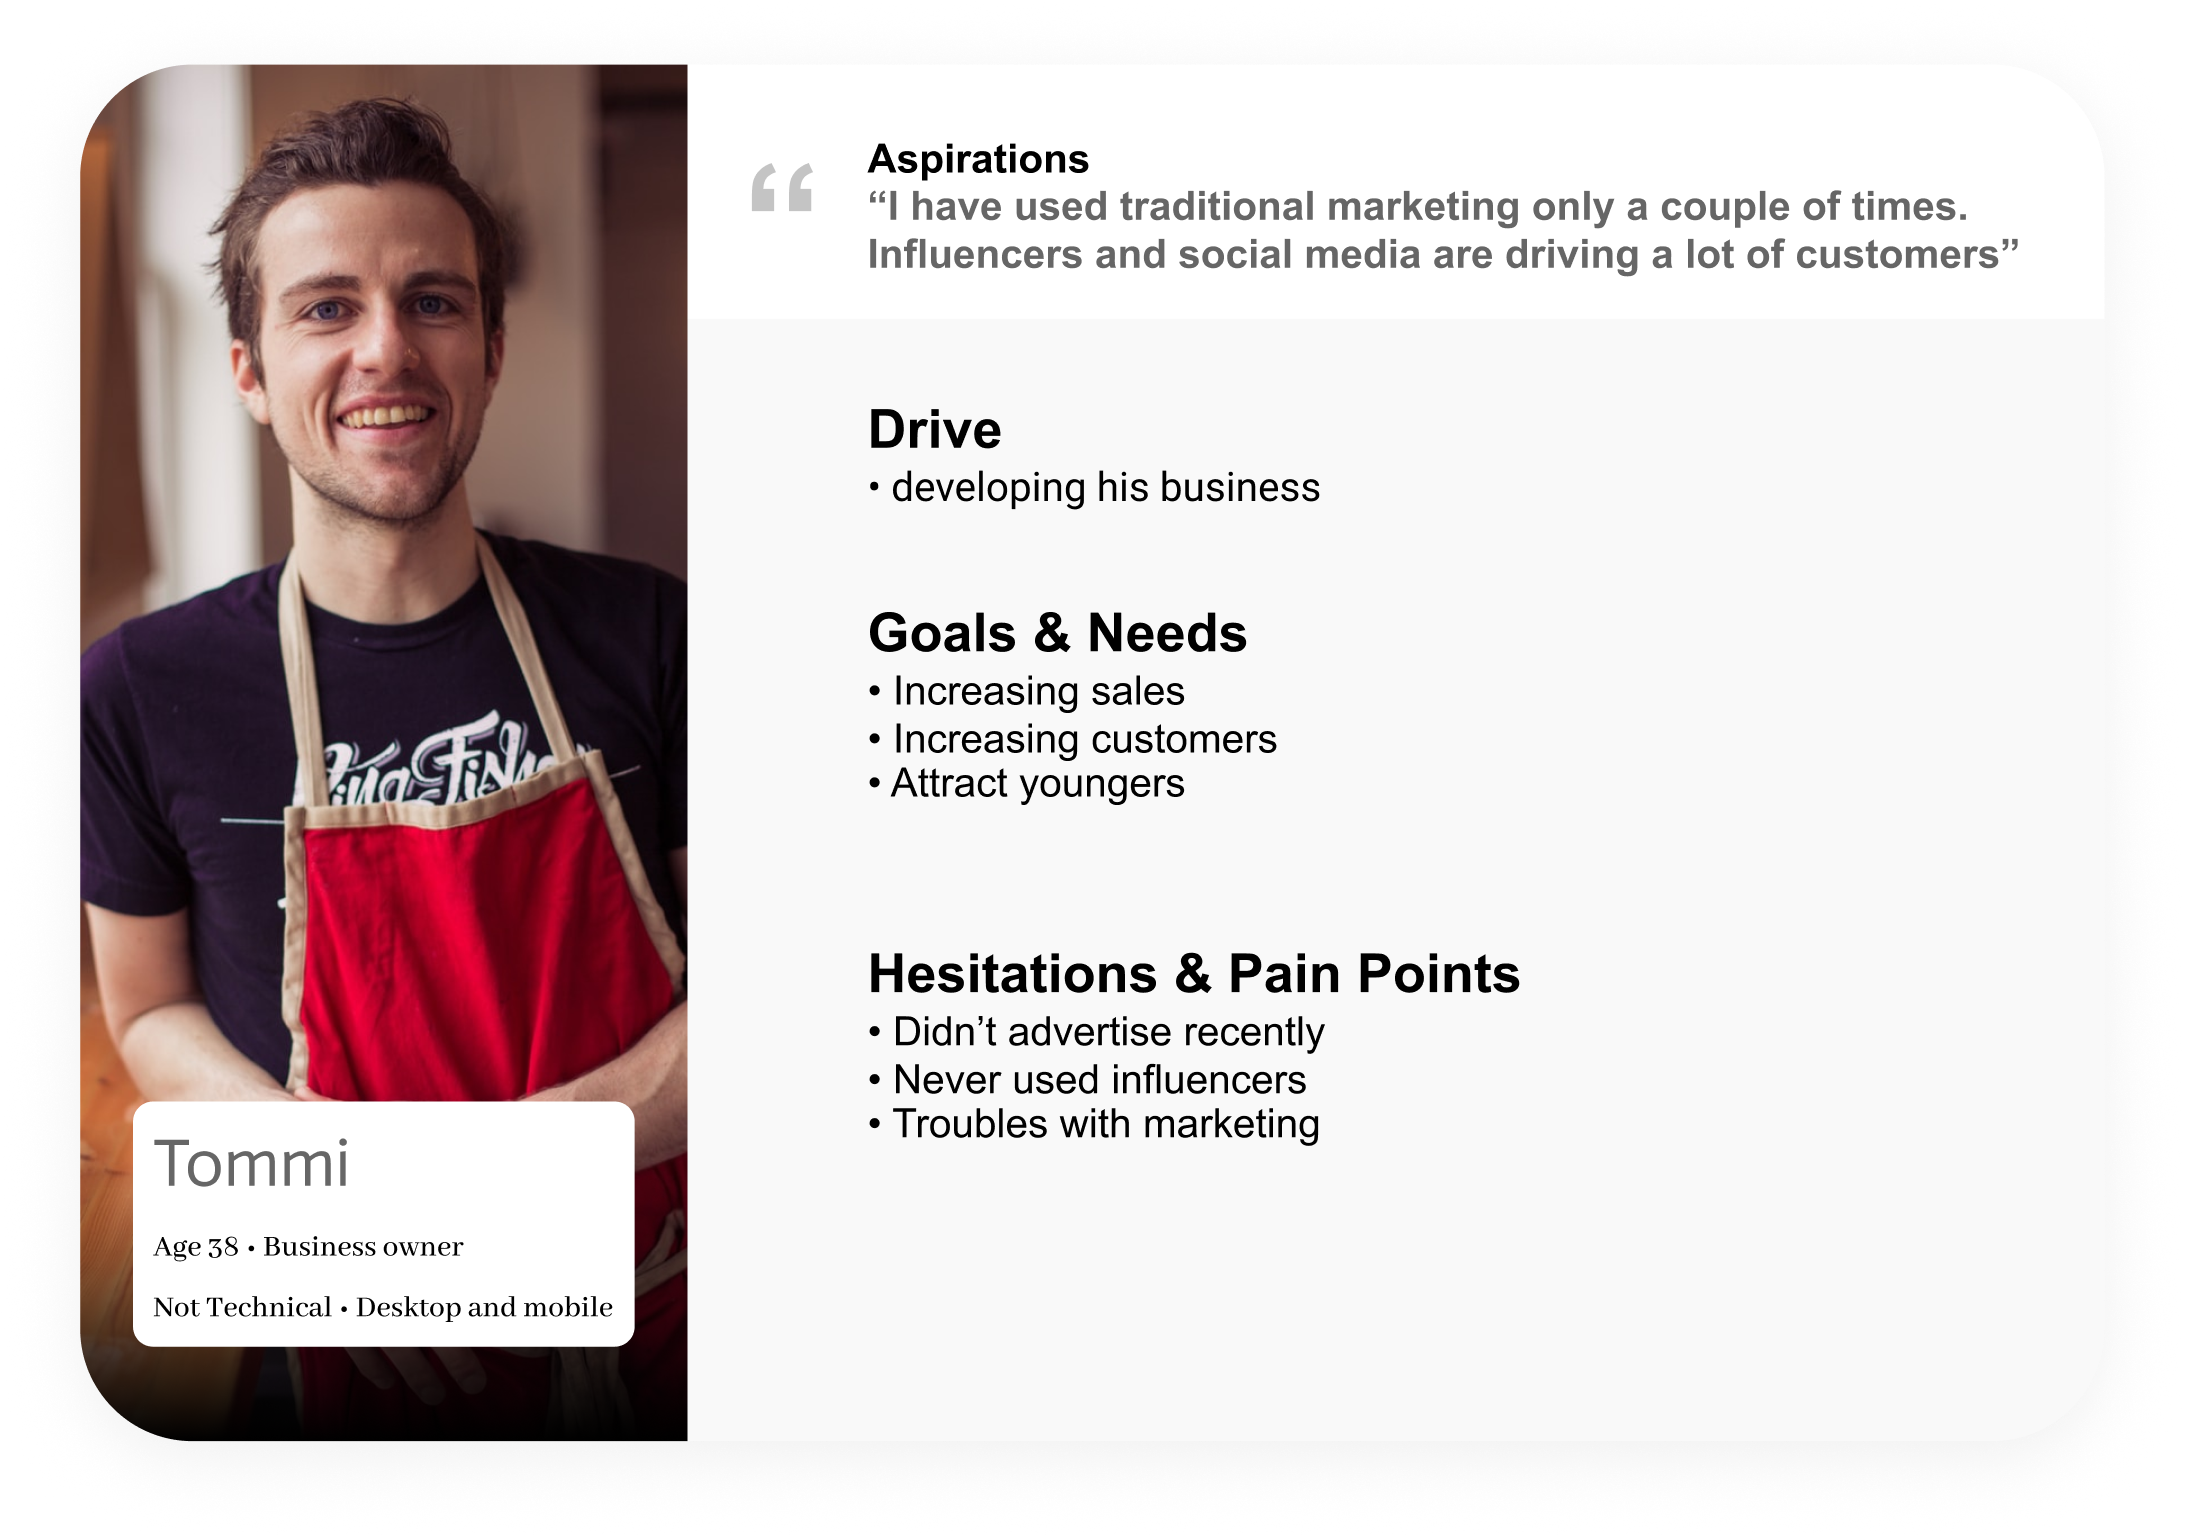 Aspirations
“I have used traditional marketing only a couple of times.
Influencers and social media are driving a lot of customers”
Drive
• developing his business
Goals & Needs
• Increasing sales
• Increasing customers
• Attract youngers
Hesitations & Pain Points
• Didn’t advertise recently
• Never used influencers
• Troubles with marketing
Tommi
Age 38 • Business owner
Not Technical • Desktop and mobile